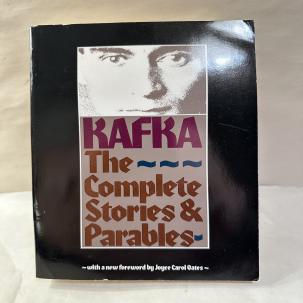 KAFKA
The ~~~
Complete
Stories &
Parables~
~ with a new foreword by Joyce Carol Oates ~